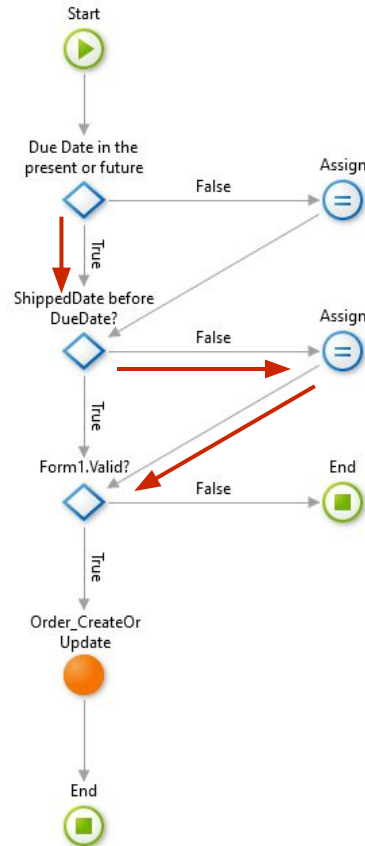 Start
Due Date in the
present or future
False
Assign
True
ShippedDate before
DueDate?
False
Assign
True
Form1.Valid?
False
End
True
Order_CreateOr
Update
End